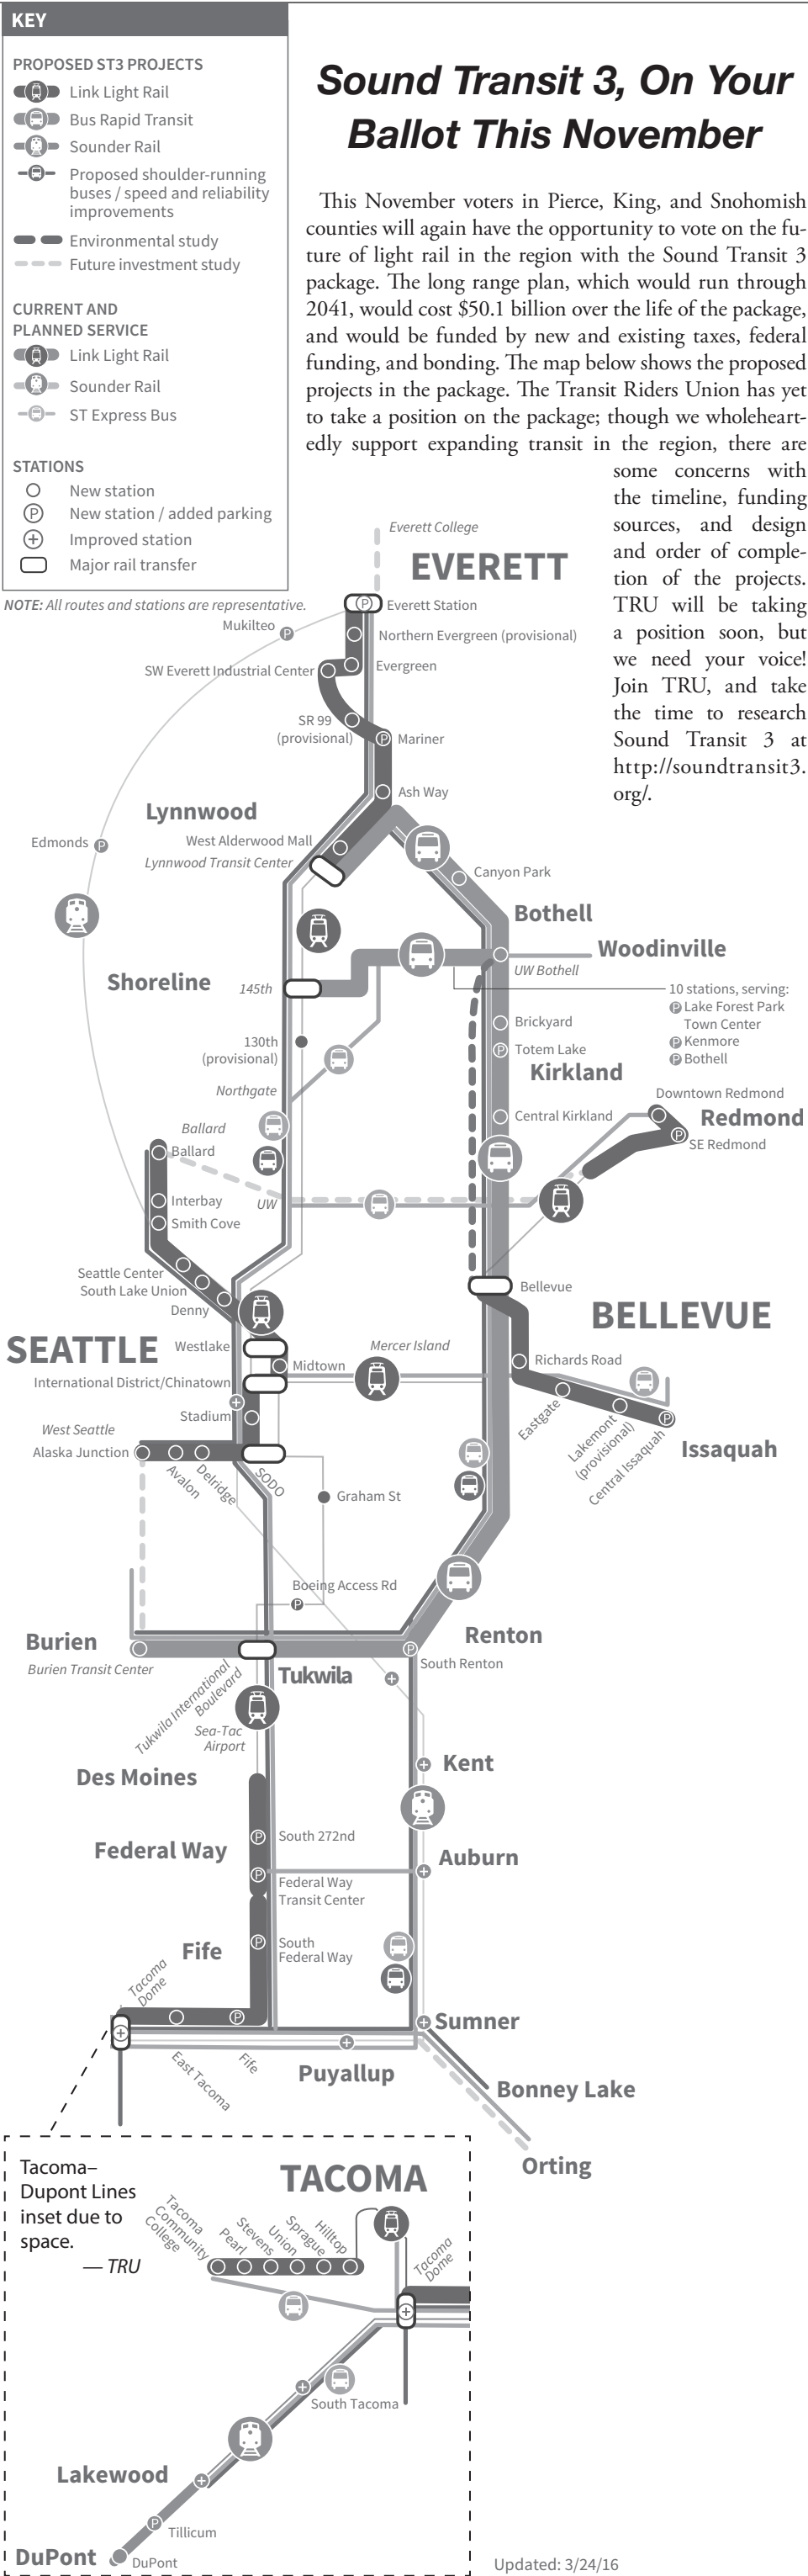 KEY
PROPOSED ST3 PROJECTS
Link Light Rail
Bus Rapid Transit
Sounder Rail
Proposed shoulder-running
buses / speed and reliability
improvements
Environmental study
Future investment study
CURRENT AND
PLANNED SERVICE
Link Light Rail
Sounder Rail
ST Express Bus
STATIONS
New station
P New station / added parking
Improved station
Major rail transfer
NOTE: All routes and stations are representative.
Sound Transit 3, On Your
Ballot This November
This November voters in Pierce, King, and Snohomish
counties will again have the opportunity to vote on the fu-
ture of light rail in the region with the Sound Transit 3
package. The long range plan, which would run through
2041, would cost $50.1 billion over the life of the package,
and would be funded by new and existing taxes, federal
funding, and bonding. The map below shows the proposed
projects in the package. The Transit Riders Union has yet
to take a position on the package; though we wholeheart-
edly support expanding transit in the region, there are
some concerns with
the timeline, funding
sources, and design
and order of comple-
tion of the projects.
TRU will be taking
a position soon, but
we need your voice!
Join TRU, and take
the time to research
Sound Transit 3 at
http://soundtransit3.
org/.
Everett College
EVERETT
P Everett Station
Mukilteo P
Northern Evergreen (provisional)
SW Everett Industrial Center
Evergreen
SR 99
(provisional)
P Mariner
Ash Way
Lynnwood
West Alderwood Mall
Edmonds P
Lynnwood Transit Center
Canyon Park
Bothell
Woodinville
UW Bothell
Shoreline
145th
10 stations, serving:
P Lake Forest Park
Town Center
P Kenmore
P Bothell
Brickyard
130th
(provisional)
P Totem Lake
Kirkland
Northgate
Downtown Redmond
Central Kirkland
Redmond
P
SE Redmond
Ballard
Ballard
Interbay
UW
Smith Cove
Seattle Center
South Lake Union
Denny
Bellevue
BELLEVUE
SEATTLE
Westlake
Mercer Island
Midtown
Richards Road
International District/Chinatown
Stadium
Eastgate
Lakemont
(provisional)
P
Central Issaquah
Issaquah
West Seattle
Alaska Junction
Avalon
Delridge
SODO
Graham St
Boeing Access Rd
P
Burien
Burien Transit Center
Renton
P
South Renton
Tukwila
Tukwila International
Boulevard
Sea-Tac
Airport
Kent
Des Moines
P South 272nd
Federal Way
Auburn
P Federal Way
Transit Center
Fife
P South
Federal Way
Tacoma
Dome
P
Sumner
East Tacoma
Fife
Puyallup
Bonney Lake
Orting
Tacoma–
Dupont Lines
inset due to
space.
— TRU
TACOMA
Tacoma
Community
College
Pearl
Stevens
Union
Sprague
Hilltop
Tacoma
Dome
South Tacoma
Lakewood
P Tillicum
DuPont
DuPont
Updated: 3/24/16